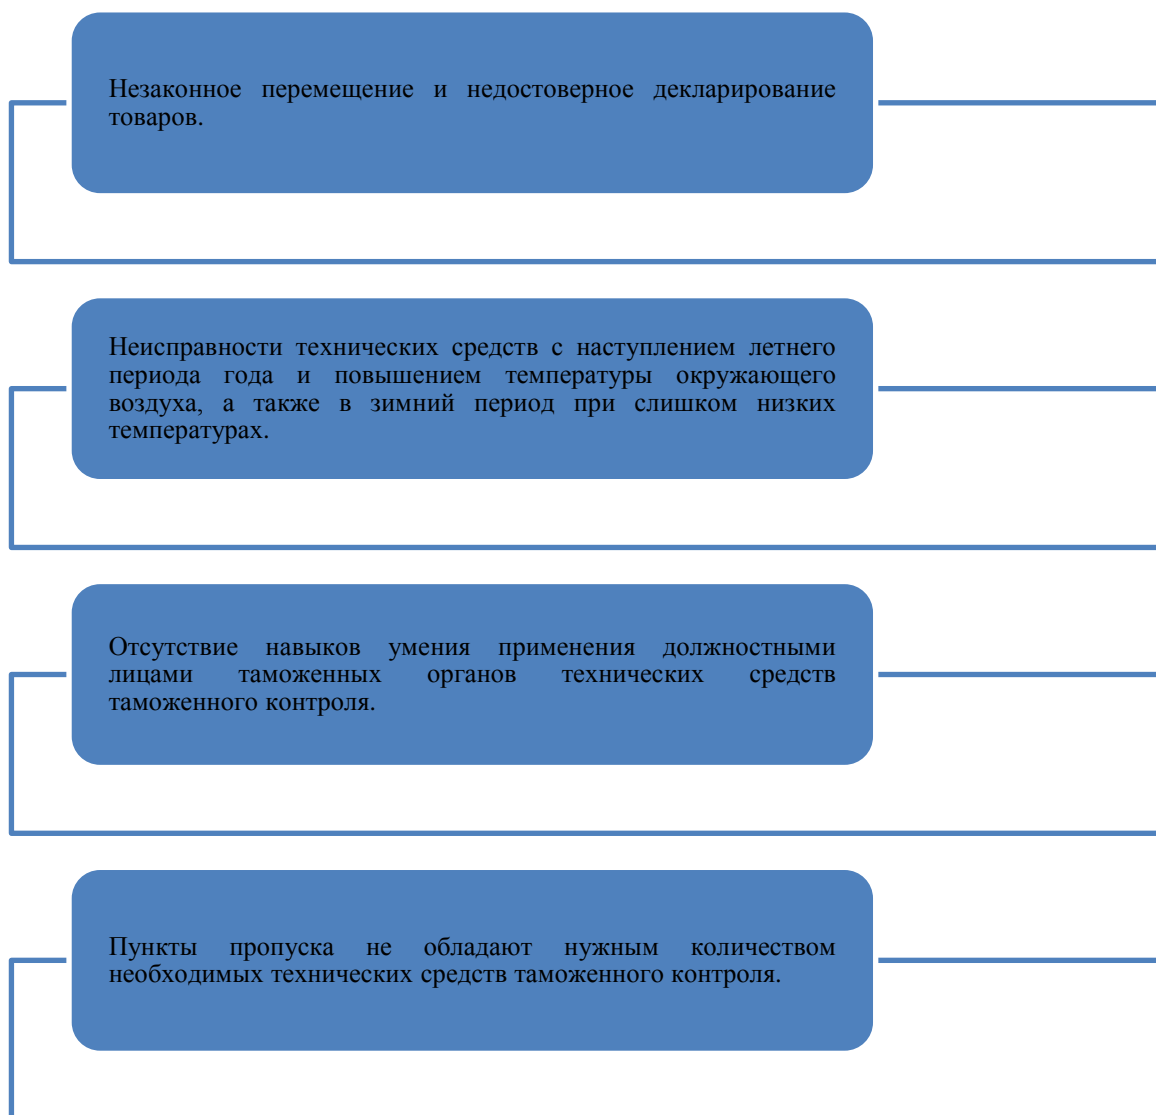 Незаконное перемещение и недостоверное декларирование
товаров.
Неисправности технических средств с наступлением летнего
периода года и повышением температуры окружающего
воздуха, а также в зимний период при слишком низких
температурах.
Отсутствие навыков умения применения должностными
лицами таможенных органов технических средств
таможенного контроля.
Пункты пропуска не обладают нужным количеством
необходимых технических средств таможенного контроля.